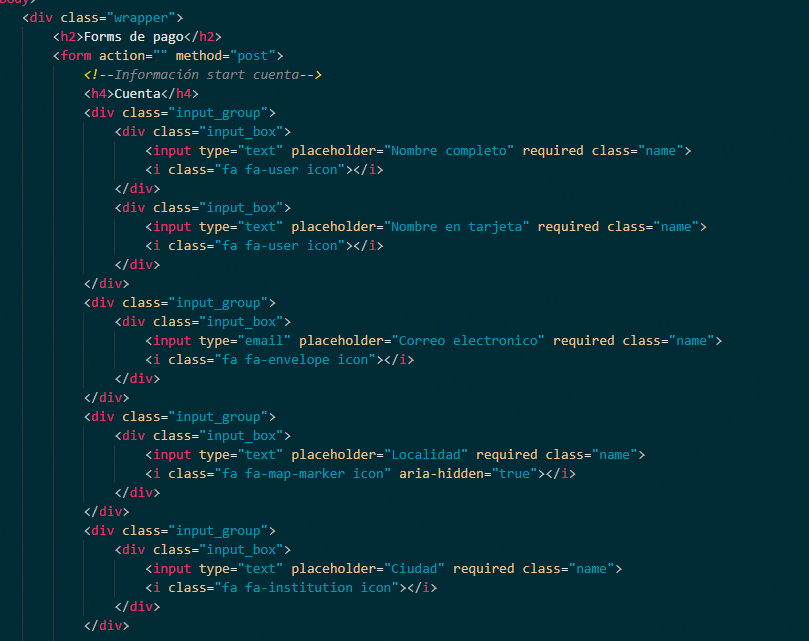 body>
<div class="wrapper">
<h2>Forms de pago</h2>
<form action="" method="post">
<!--Información start cuenta-->
<h4>Cuenta</h4>
<div class="input_group">
<div class="input_box">
<input type="text" placeholder="Nombre completo" required class="name">
<i class="fa fa-user icon"></i>
</div>
<div class="input_box">
<input type="text" placeholder="Nombre en tarjeta" required class="name">
<i class="fa fa-user icon"></i>
</div>
</div>
<div class="input_group">
<div class="input_box">
<input type="email" placeholder="Correo electronico" required class="name">
<i class="fa fa-envelope icon"></i>
</div>
</div>
<div class="input_group">
<div class="input_box">
<input type="text" placeholder="Localidad" required class="name">
<i class="fa fa-map-marker icon" aria-hidden="true"></i>
</div>
</div>
<div class="input_group">
<div class="input_box">
<input type="text" placeholder="Ciudad" required class="name">
<i class="fa fa-institution icon"></i>
</div>
</div>